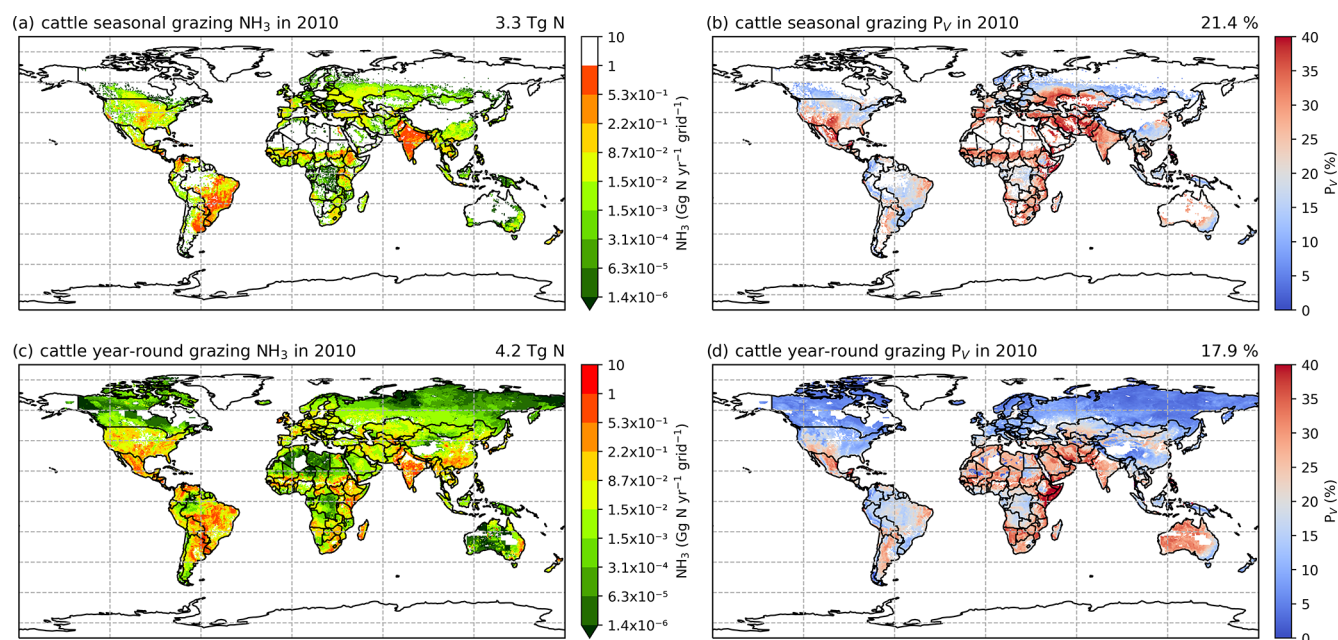 (a) cattle seasonal grazing NH₃ in 2010 3.3 Tg N
10
1
5.3x10⁻¹
2.2x10⁻¹
8.7x10⁻²
1.5x10⁻²
1.5x10⁻³
3.1x10⁻⁴
6.3x10⁻⁵
1.4x10⁻⁶
NH₃ (Gg N yr⁻¹ grid⁻¹)
(b) cattle seasonal grazing P_V in 2010 21.4 %
40
35
30
25
20
15
10
5
0
P_V (%)
(c) cattle year-round grazing NH₃ in 2010 4.2 Tg N
10
1
5.3x10⁻¹
2.2x10⁻¹
8.7x10⁻²
1.5x10⁻²
1.5x10⁻³
3.1x10⁻⁴
6.3x10⁻⁵
1.4x10⁻⁶
NH₃ (Gg N yr⁻¹ grid⁻¹)
(d) cattle year-round grazing P_V in 2010 17.9 %
40
35
30
25
20
15
10
5
0
P_V (%)